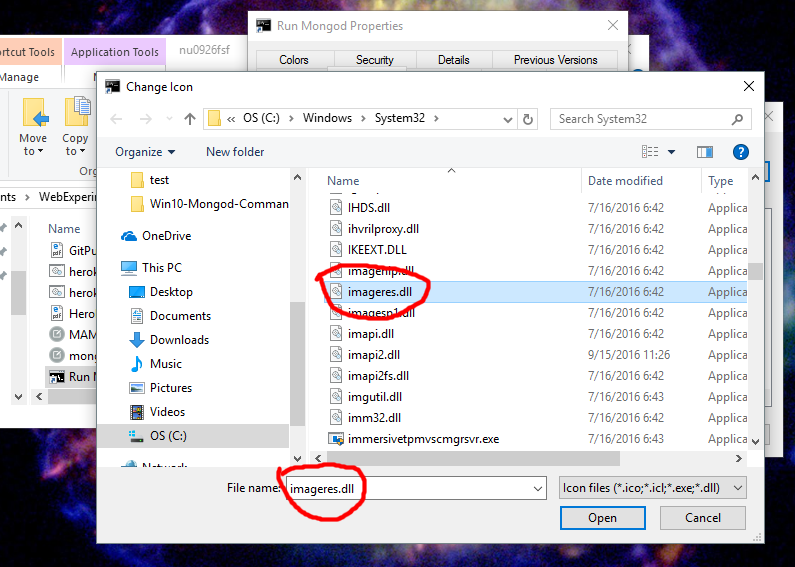 Run Mongod Properties
Shortcut Tools Application Tools nu0926fsf
Manage
Colors Security Details Previous Versions
Change Icon
« OS (C:) > Windows > System32 >
Search System32
Move to
Copy to
Organize New folder
WebExperim
Name
GitPu
herok
herok
Hero
MAM
mong
Run M
test
Win10-Mongod-Comman
OneDrive
This PC
Desktop
Documents
Downloads
Music
Pictures
Videos
OS (C:)
Network
Name Date modified Type
IHDS.dll 7/16/2016 6:42 Applica
ihvrilproxy.dll 7/16/2016 6:42 Applica
IKEEXT.DLL 7/16/2016 6:42 Applica
imagehlp.dll 7/16/2016 6:42 Applica
imageres.dll 7/16/2016 6:42 Applica
imagesp1.dll 7/16/2016 6:42 Applica
imapi.dll 7/16/2016 6:42 Applica
imapi2.dll 9/15/2016 11:26 Applica
imapi2fs.dll 7/16/2016 6:42 Applica
imgutil.dll 7/16/2016 6:43 Applica
imm32.dll 7/16/2016 6:42 Applica
immersivetpmvscmgrsvr.exe 7/16/2016 6:43 Applica
File name: imageres.dll
Icon files (*.ico;*.icl;*.exe;*.dll)
Open Cancel